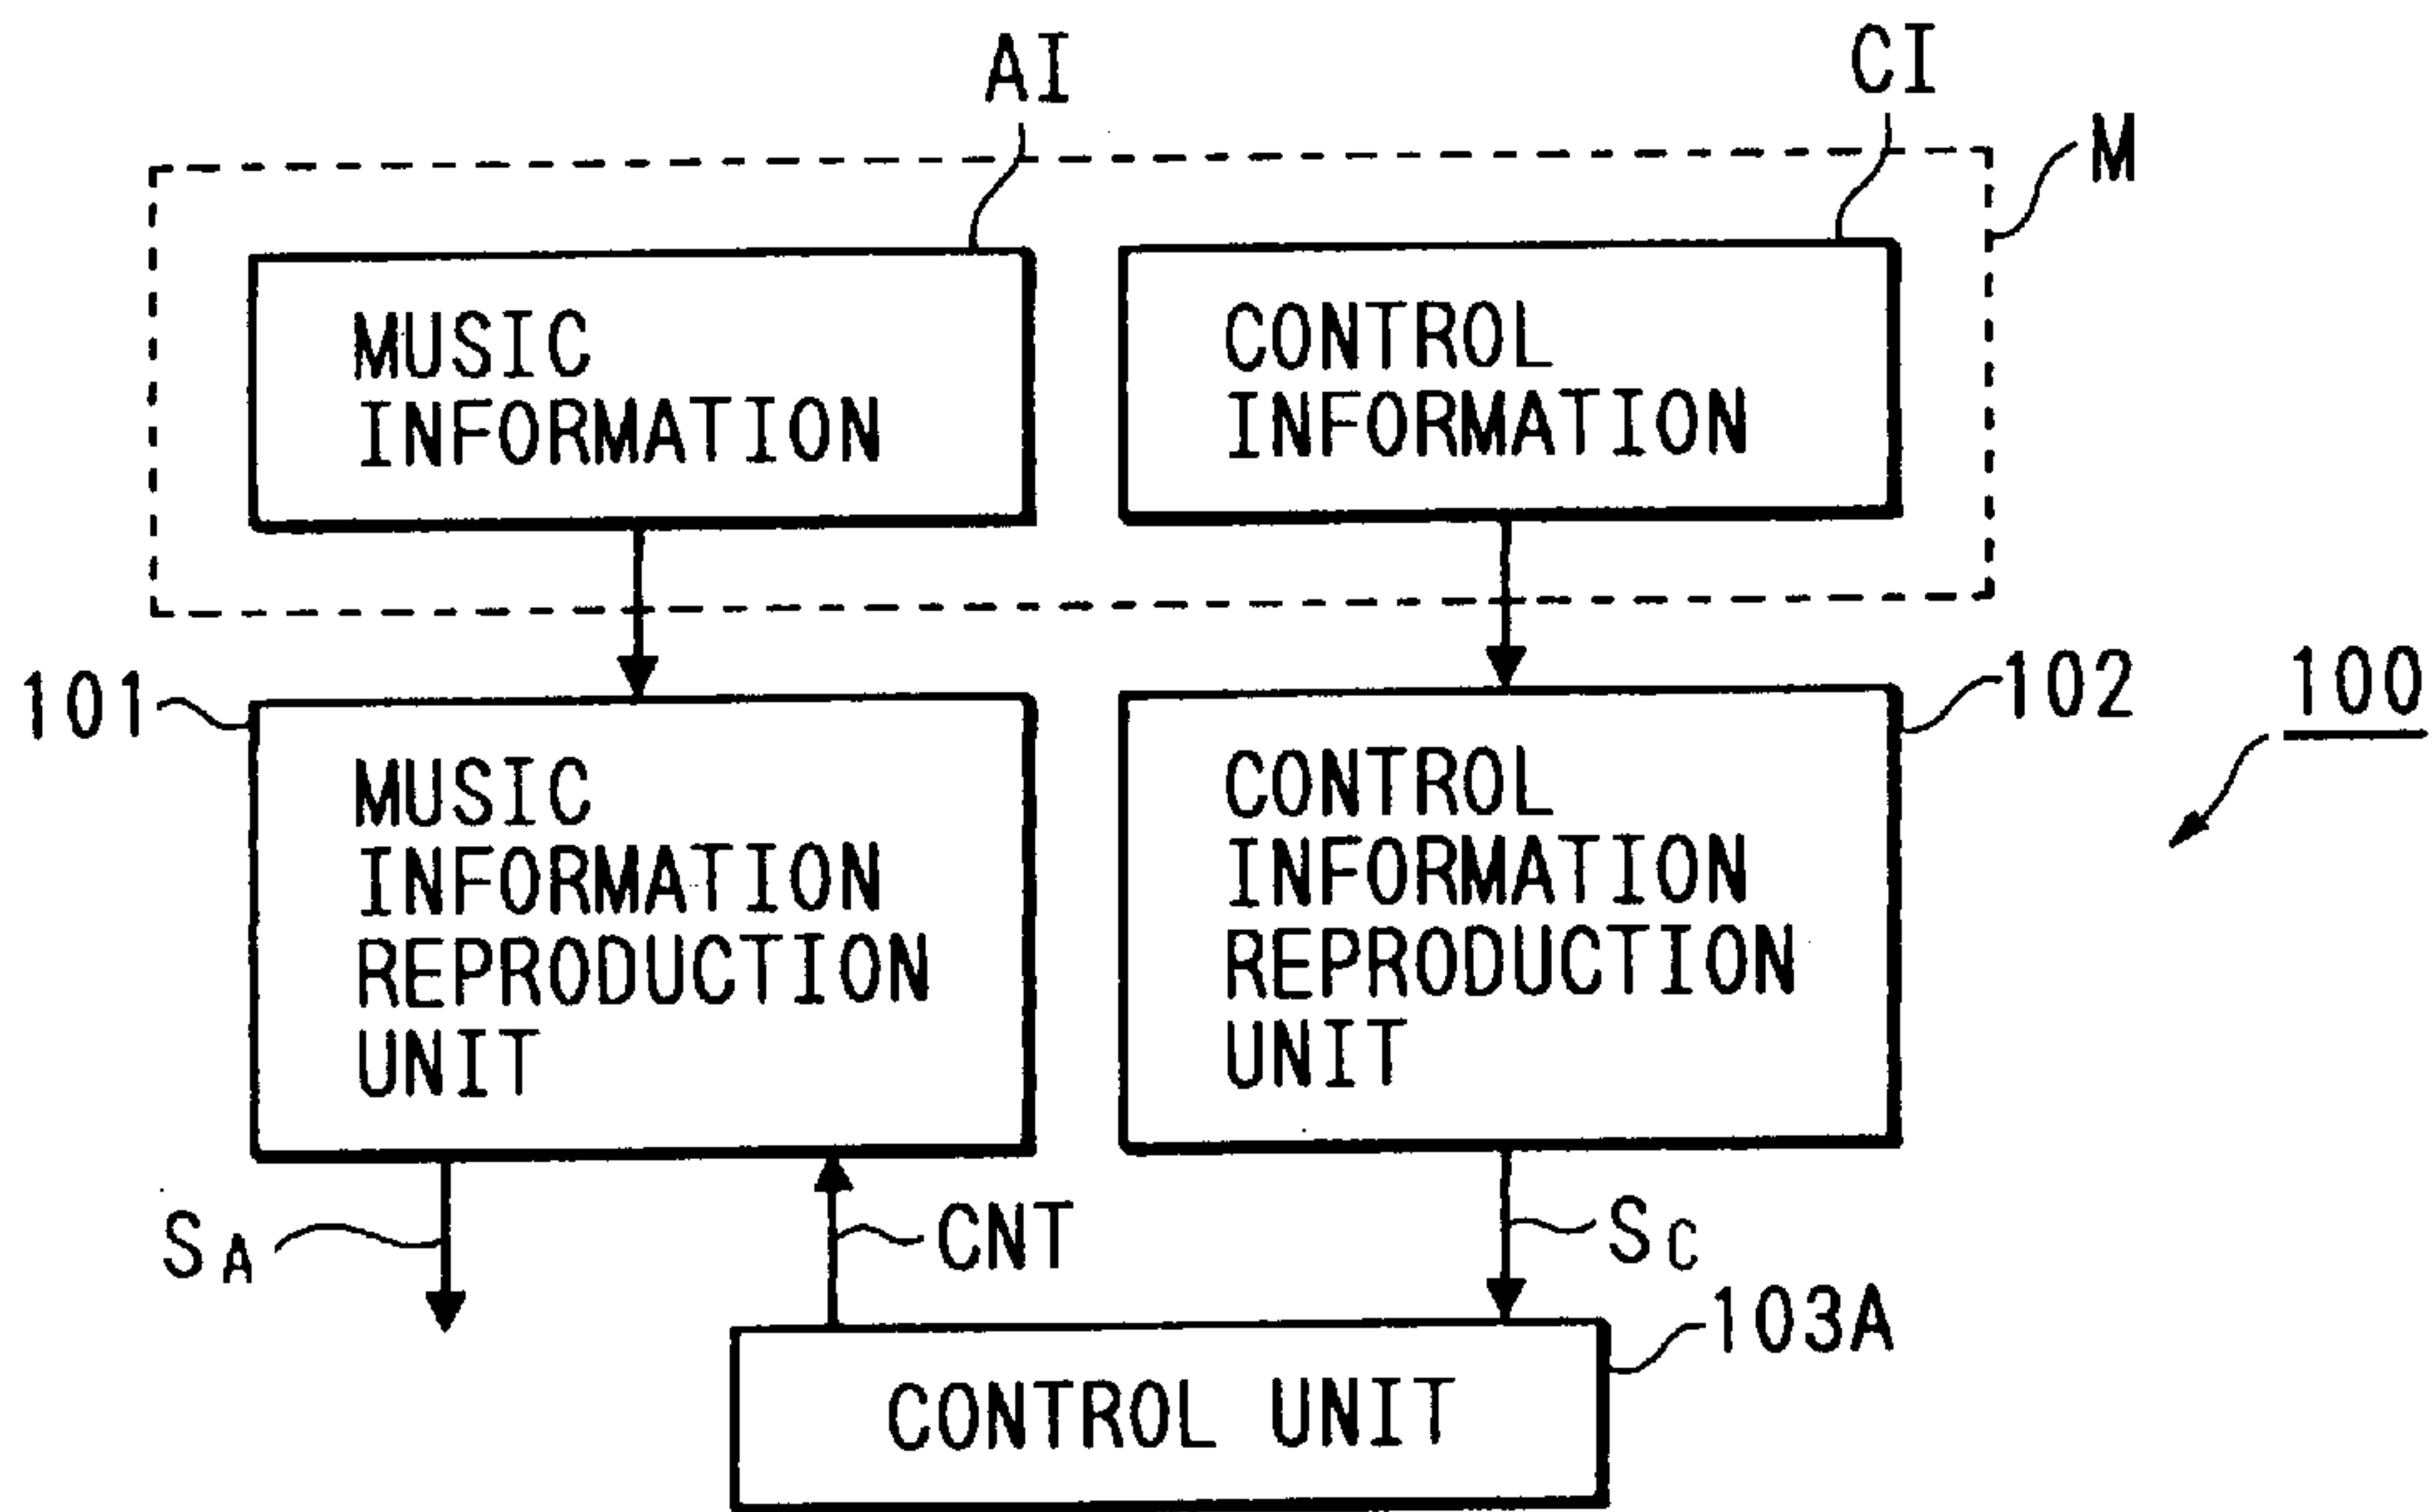 AI
CI
M
MUSIC
INFORMATION
CONTROL
INFORMATION
101
102
100
MUSIC
INFORMATION
REPRODUCTION
UNIT
CONTROL
INFORMATION
REPRODUCTION
UNIT
SA
CNT
SC
103A
CONTROL UNIT